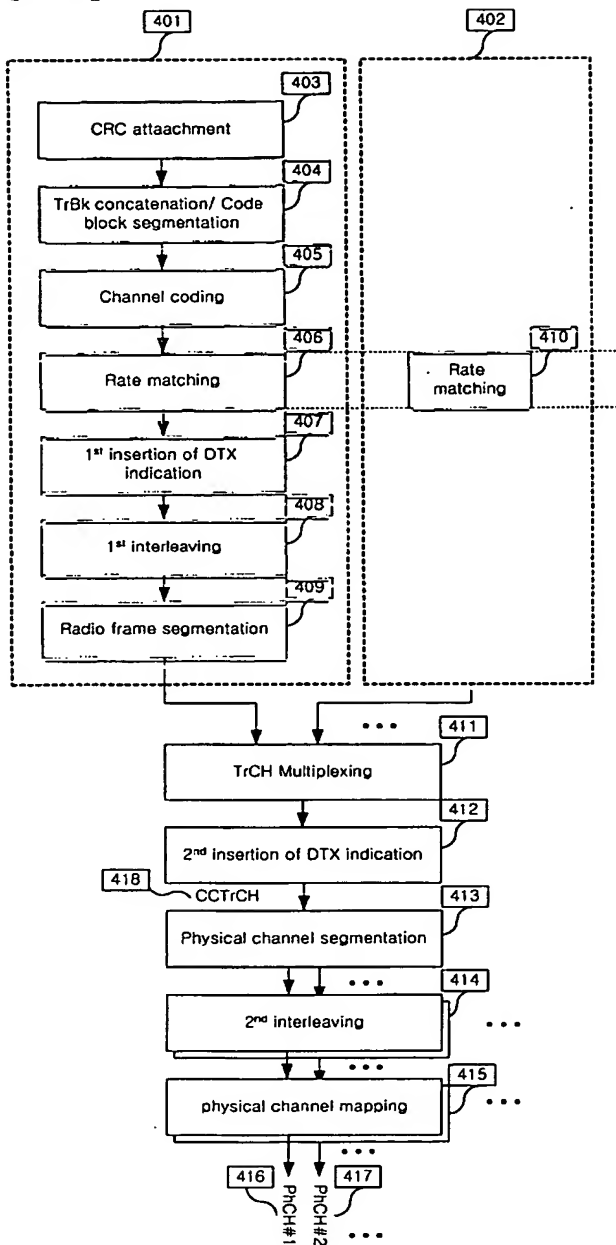 401
402
403
CRC attaachment
404
TrBk concatenation/ Code
block segmentation
405
Channel coding
406
410
Rate matching
Rate
matching
407
1st insertion of DTX
indication
408
1st interleaving
409
Radio frame segmentation
• • •
411
TrCH Multiplexing
412
2nd insertion of DTX indication
418
CCTrCH
413
Physical channel segmentation
• • •
414
2nd interleaving
• • •
• • •
415
physical channel mapping
• • •
• • •
416
PhCH#1
PhCH#2
417
• • •